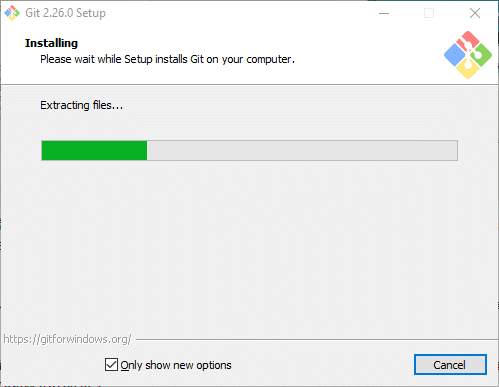 Git 2.26.0 Setup
Installing
Please wait while Setup installs Git on your computer.
Extracting files...
https://gitforwindows.org/
Only show new options
Cancel